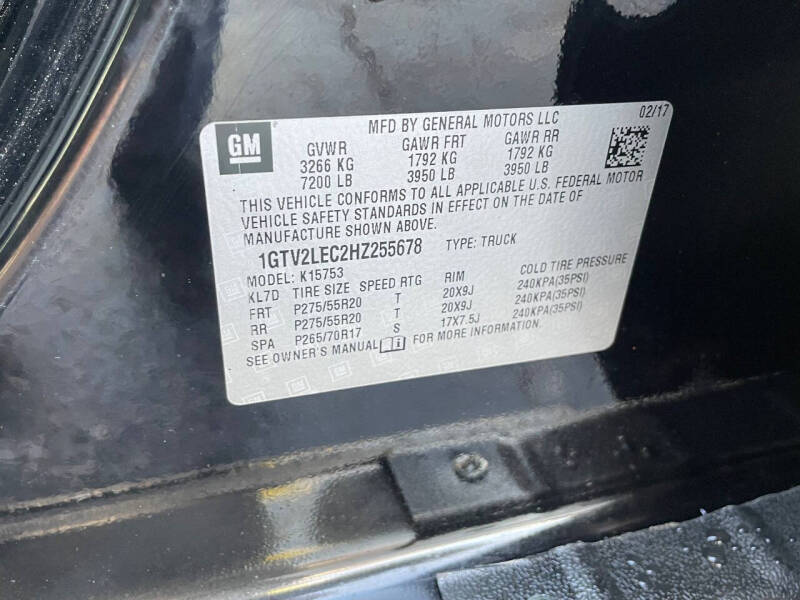 GM
MFD BY GENERAL MOTORS LLC
02/17
GVWR GAWR FRT GAWR RR
3266 KG 1792 KG 1792 KG
7200 LB 3950 LB 3950 LB
THIS VEHICLE CONFORMS TO ALL APPLICABLE U.S. FEDERAL MOTOR
VEHICLE SAFETY STANDARDS IN EFFECT ON THE DATE OF
MANUFACTURE SHOWN ABOVE.
1GTV2LEC2HZ255678 TYPE: TRUCK
MODEL: K15753
KL7D TIRE SIZE SPEED RTG RIM COLD TIRE PRESSURE
FRT P275/55R20 T 20X9J 240KPA(35PSI)
RR P275/55R20 T 20X9J 240KPA(35PSI)
SPA P265/70R17 S 17X7.5J 240KPA(35PSI)
SEE OWNER'S MANUAL FOR MORE INFORMATION.